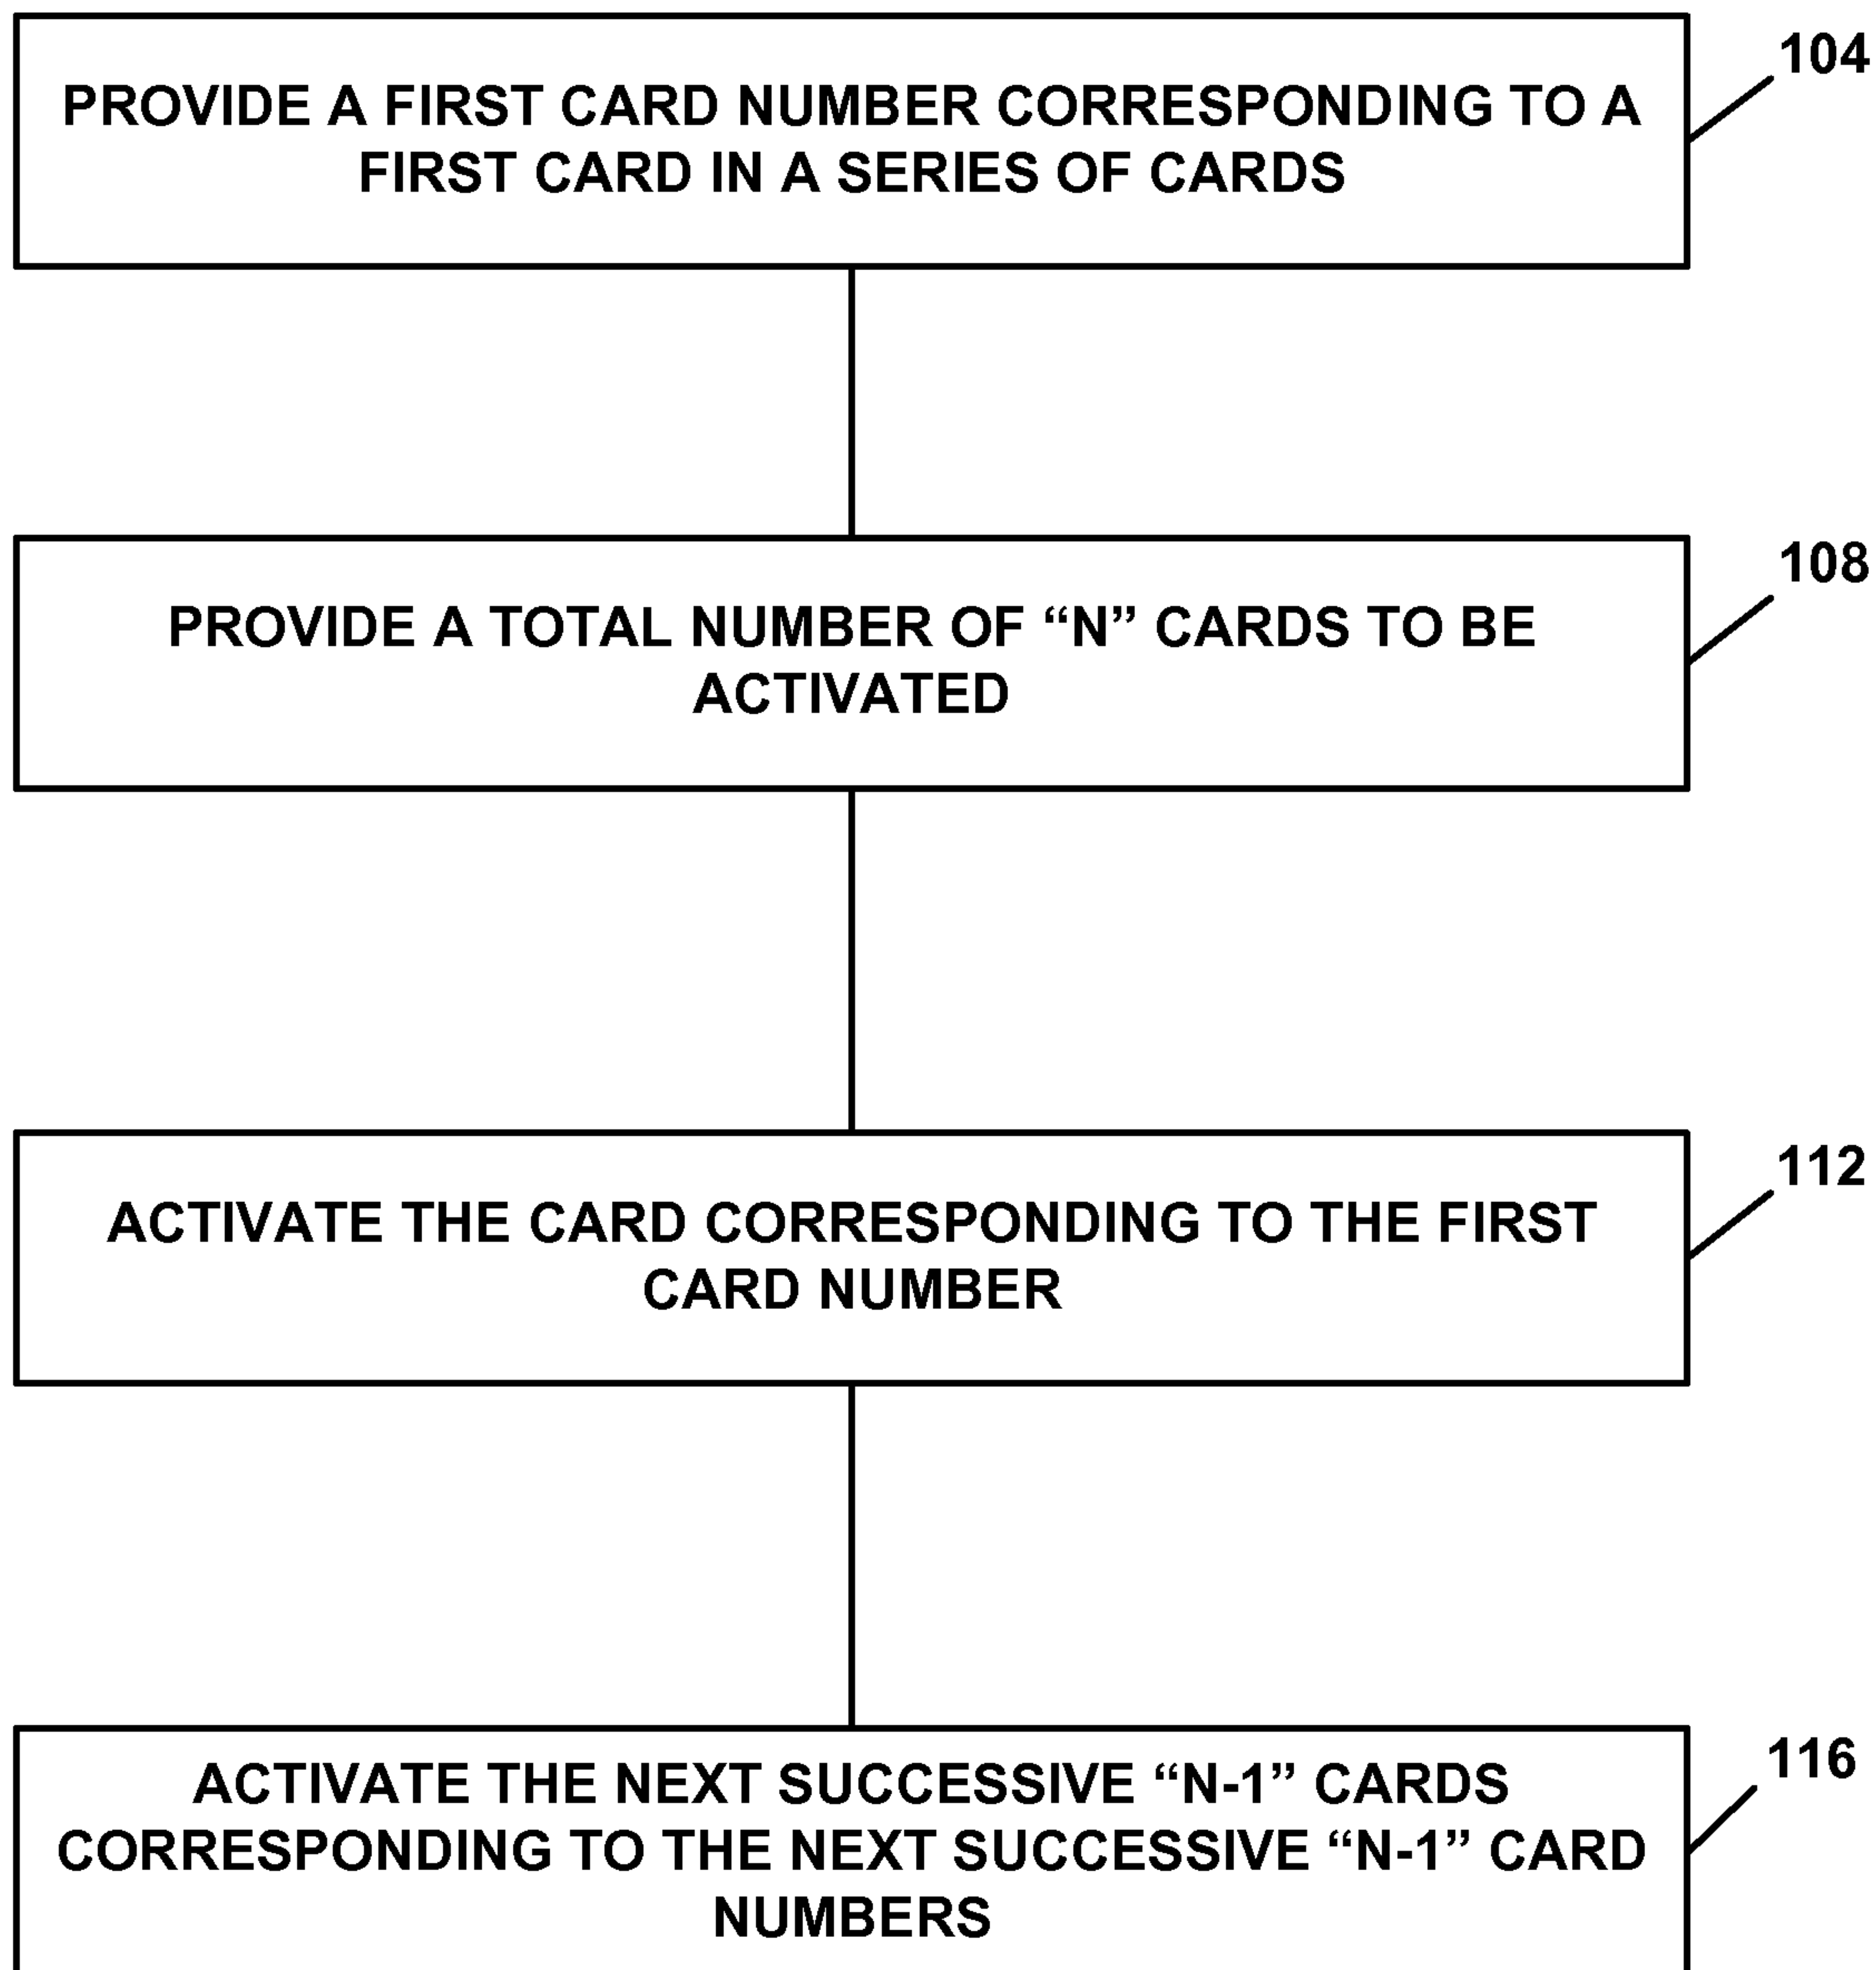 104
PROVIDE A FIRST CARD NUMBER CORRESPONDING TO A
FIRST CARD IN A SERIES OF CARDS
108
PROVIDE A TOTAL NUMBER OF “N” CARDS TO BE
ACTIVATED
112
ACTIVATE THE CARD CORRESPONDING TO THE FIRST
CARD NUMBER
116
ACTIVATE THE NEXT SUCCESSIVE “N-1” CARDS
CORRESPONDING TO THE NEXT SUCCESSIVE “N-1” CARD
NUMBERS